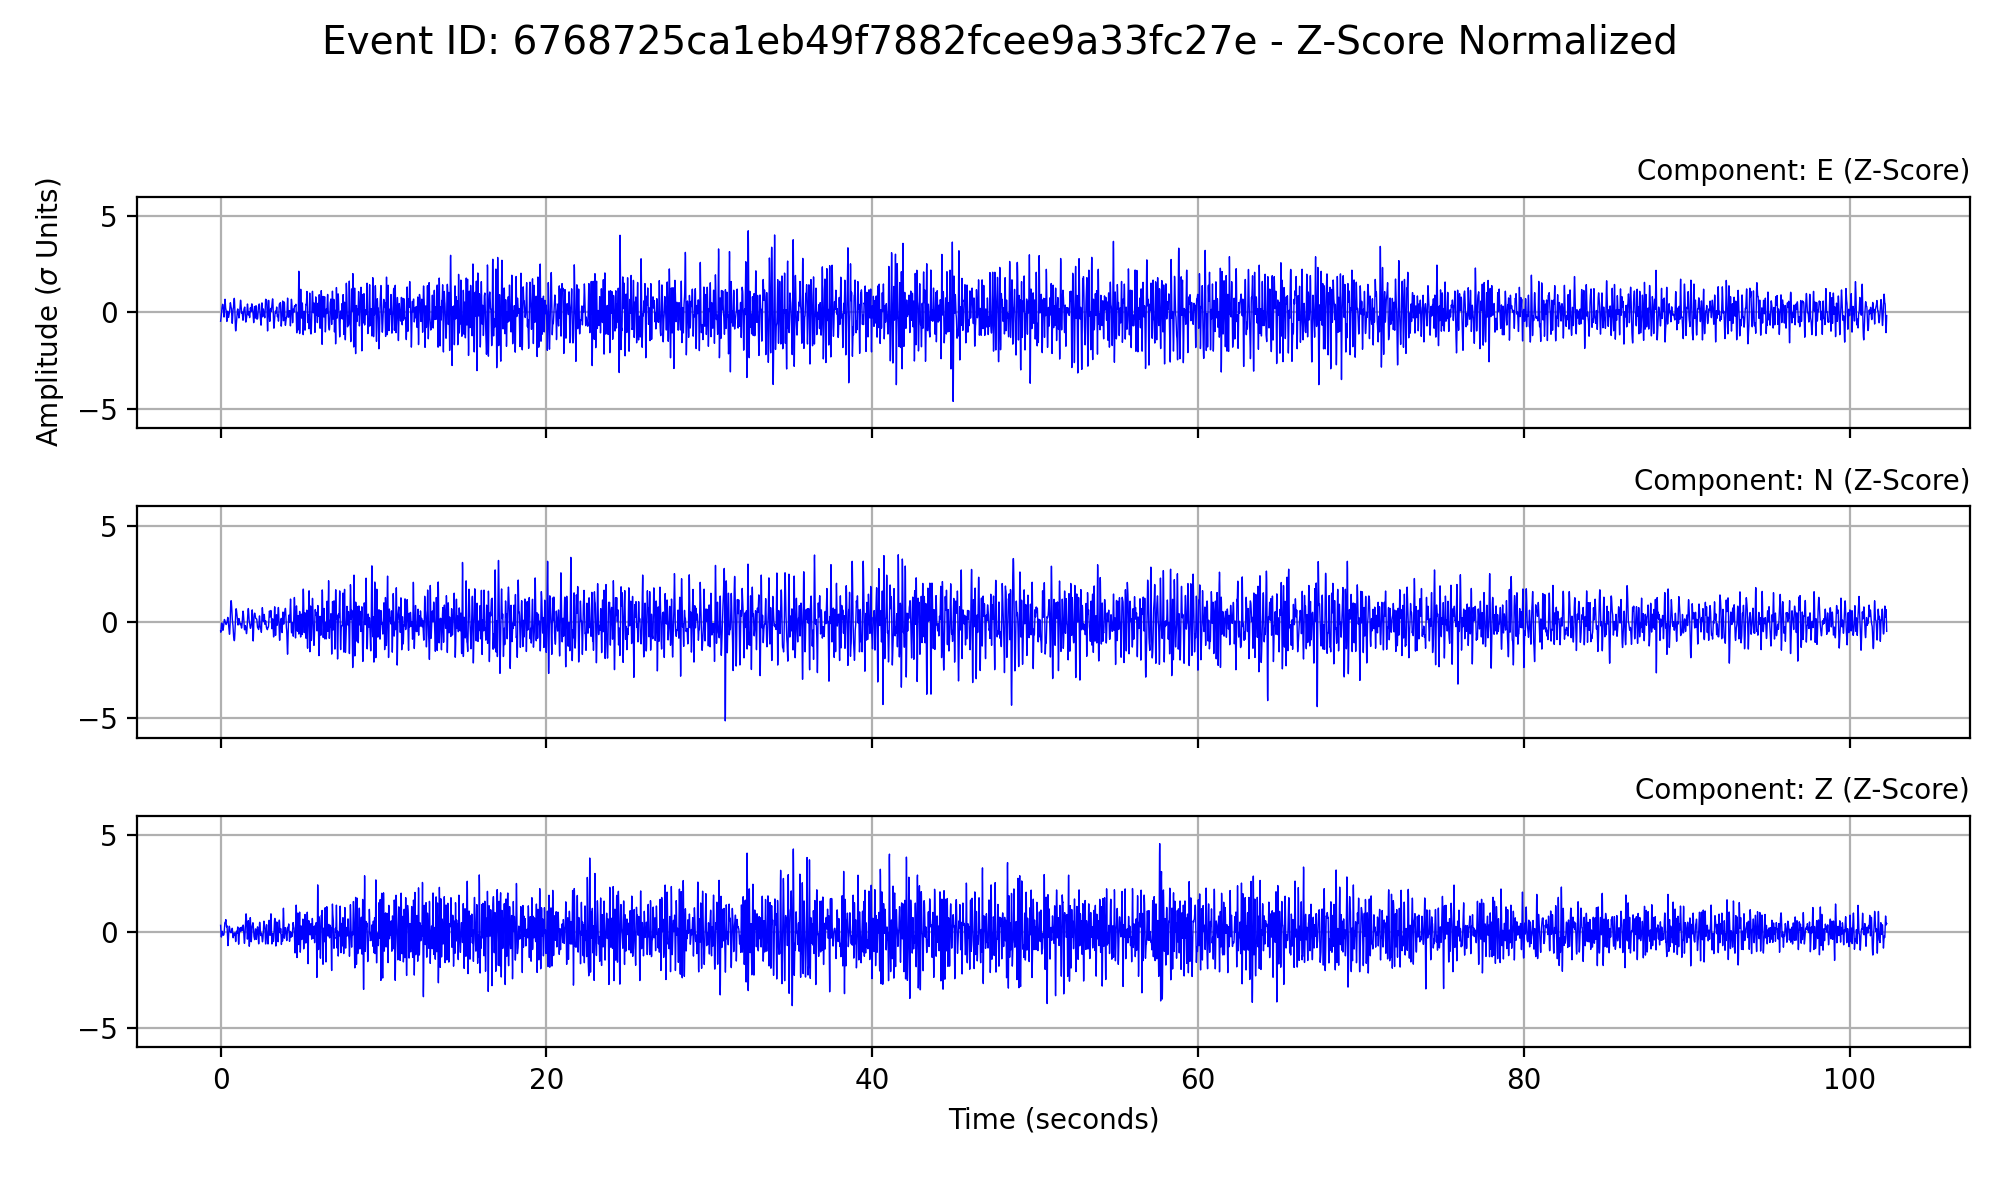 Event ID: 6768725ca1eb49f7882fcee9a33fc27e - Z-Score Normalized
Component: E (Z-Score)
Amplitude (σ Units)
5
0
−5
Component: N (Z-Score)
5
0
−5
Component: Z (Z-Score)
5
0
−5
0 20 40 60 80 100
Time (seconds)